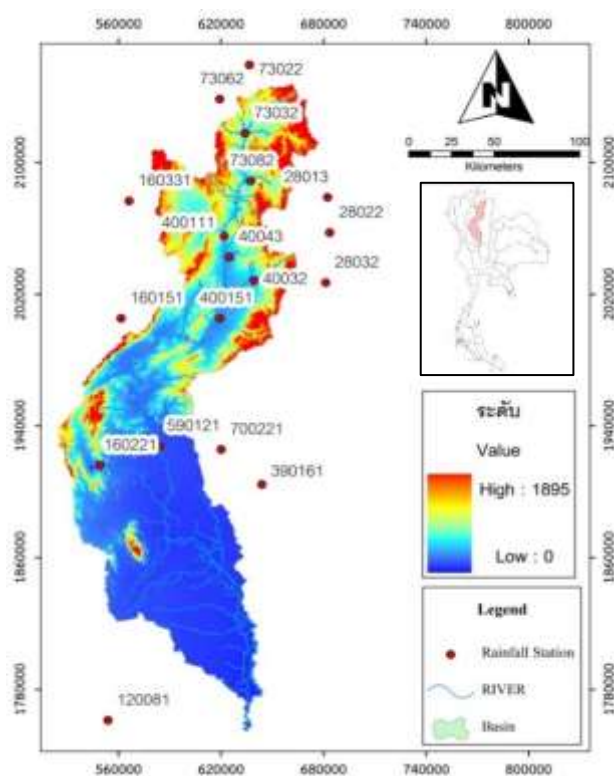 560000 620000 680000 740000 800000
73022
73062
73032
N
0 25 50 100
Kilometers
73082
2100000 2100000
160331
28013
28022
400111
40043
28032
40032
2020000 2020000
160151
400151
ระดับ
1940000 1940000
590121
700221
Value
160221
390161
High : 1895
Low : 0
1860000 1860000
Legend
Rainfall Station
RIVER
Basin
1780000 1780000
120081
560000 620000 680000 740000 800000